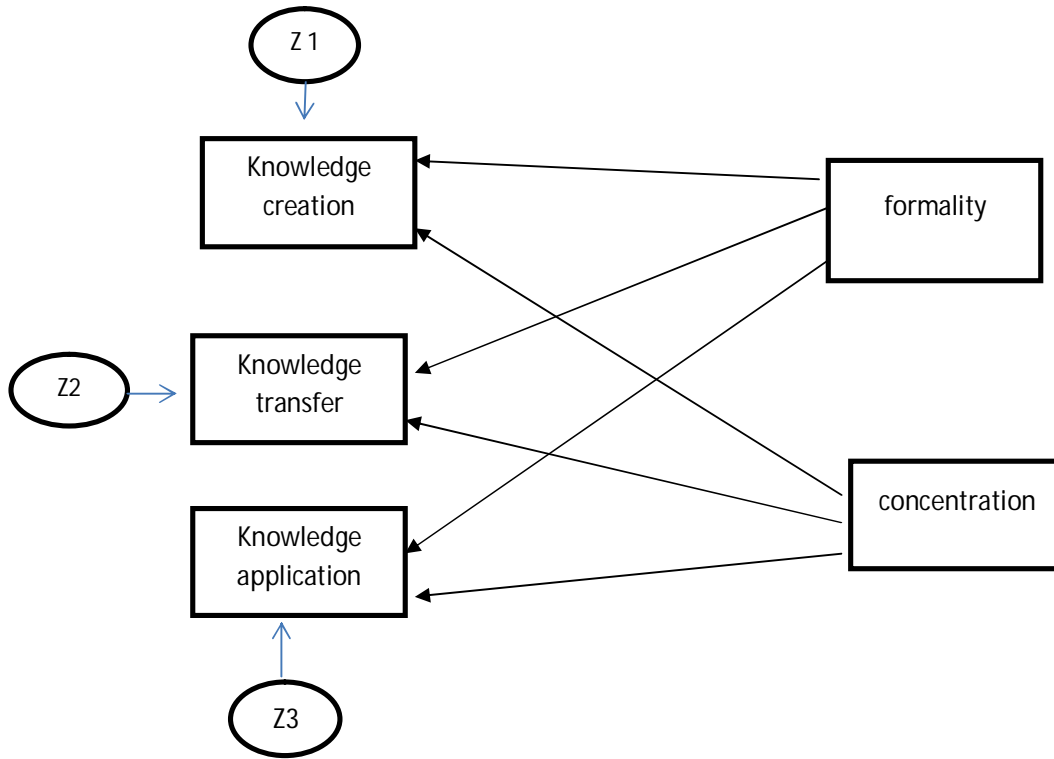 Z 1
Knowledge
creation
formality
Knowledge
transfer
Z2
concentration
Knowledge
application
Z3